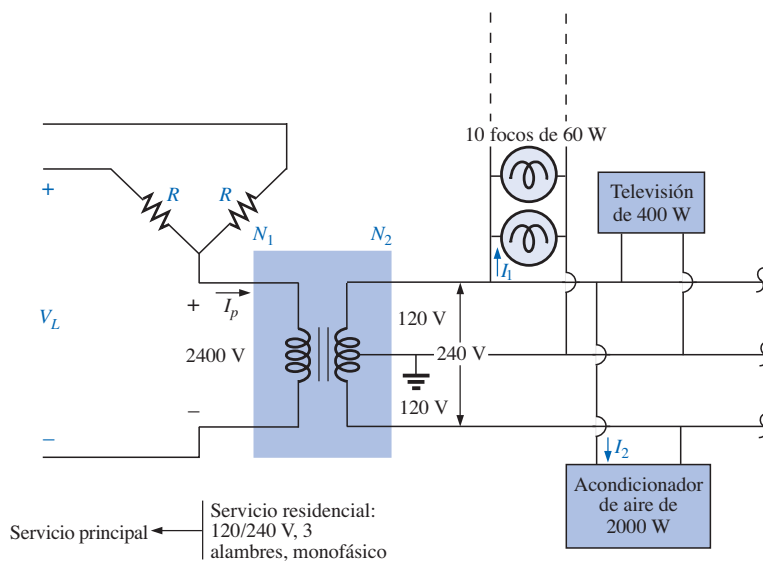 10 focos de 60 W
Televisión
de 400 W
+
R
R
N1
N2
I1
+
Ip
VL
120 V
2400 V
240 V
120 V
−
−
I2
Acondicionador
de aire de
2000 W
Servicio principal
Servicio residencial:
120/240 V, 3
alambres, monofásico